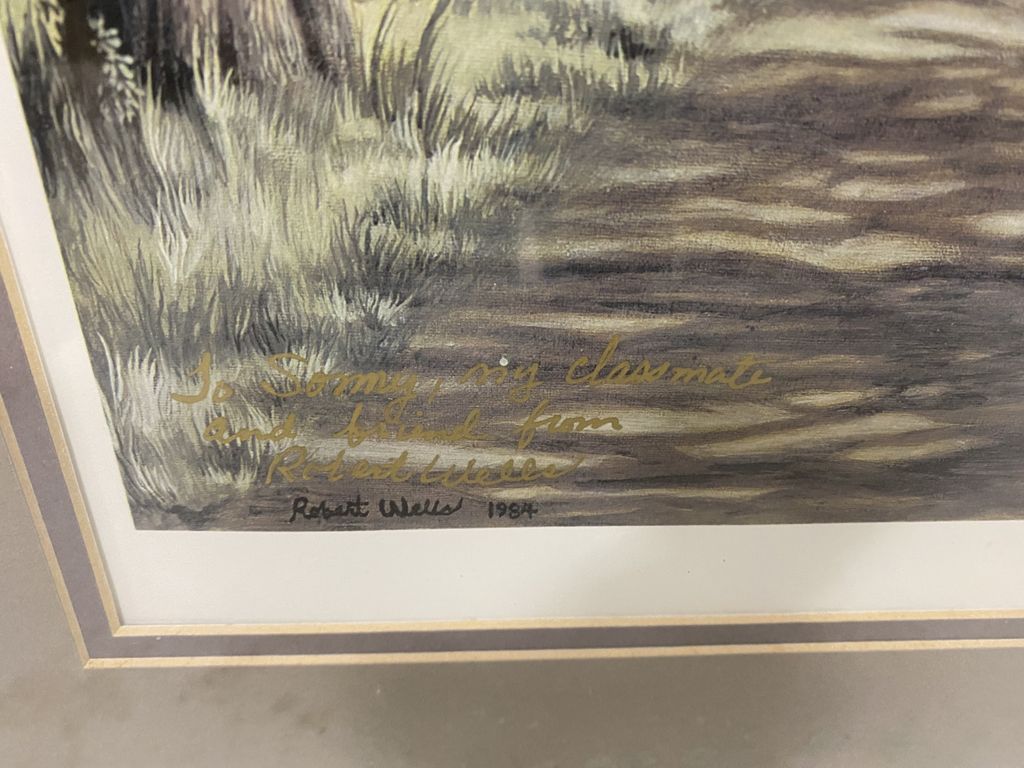 To Sonny, my classmate
and friend from
Robert Wells
Robert Wells 1984